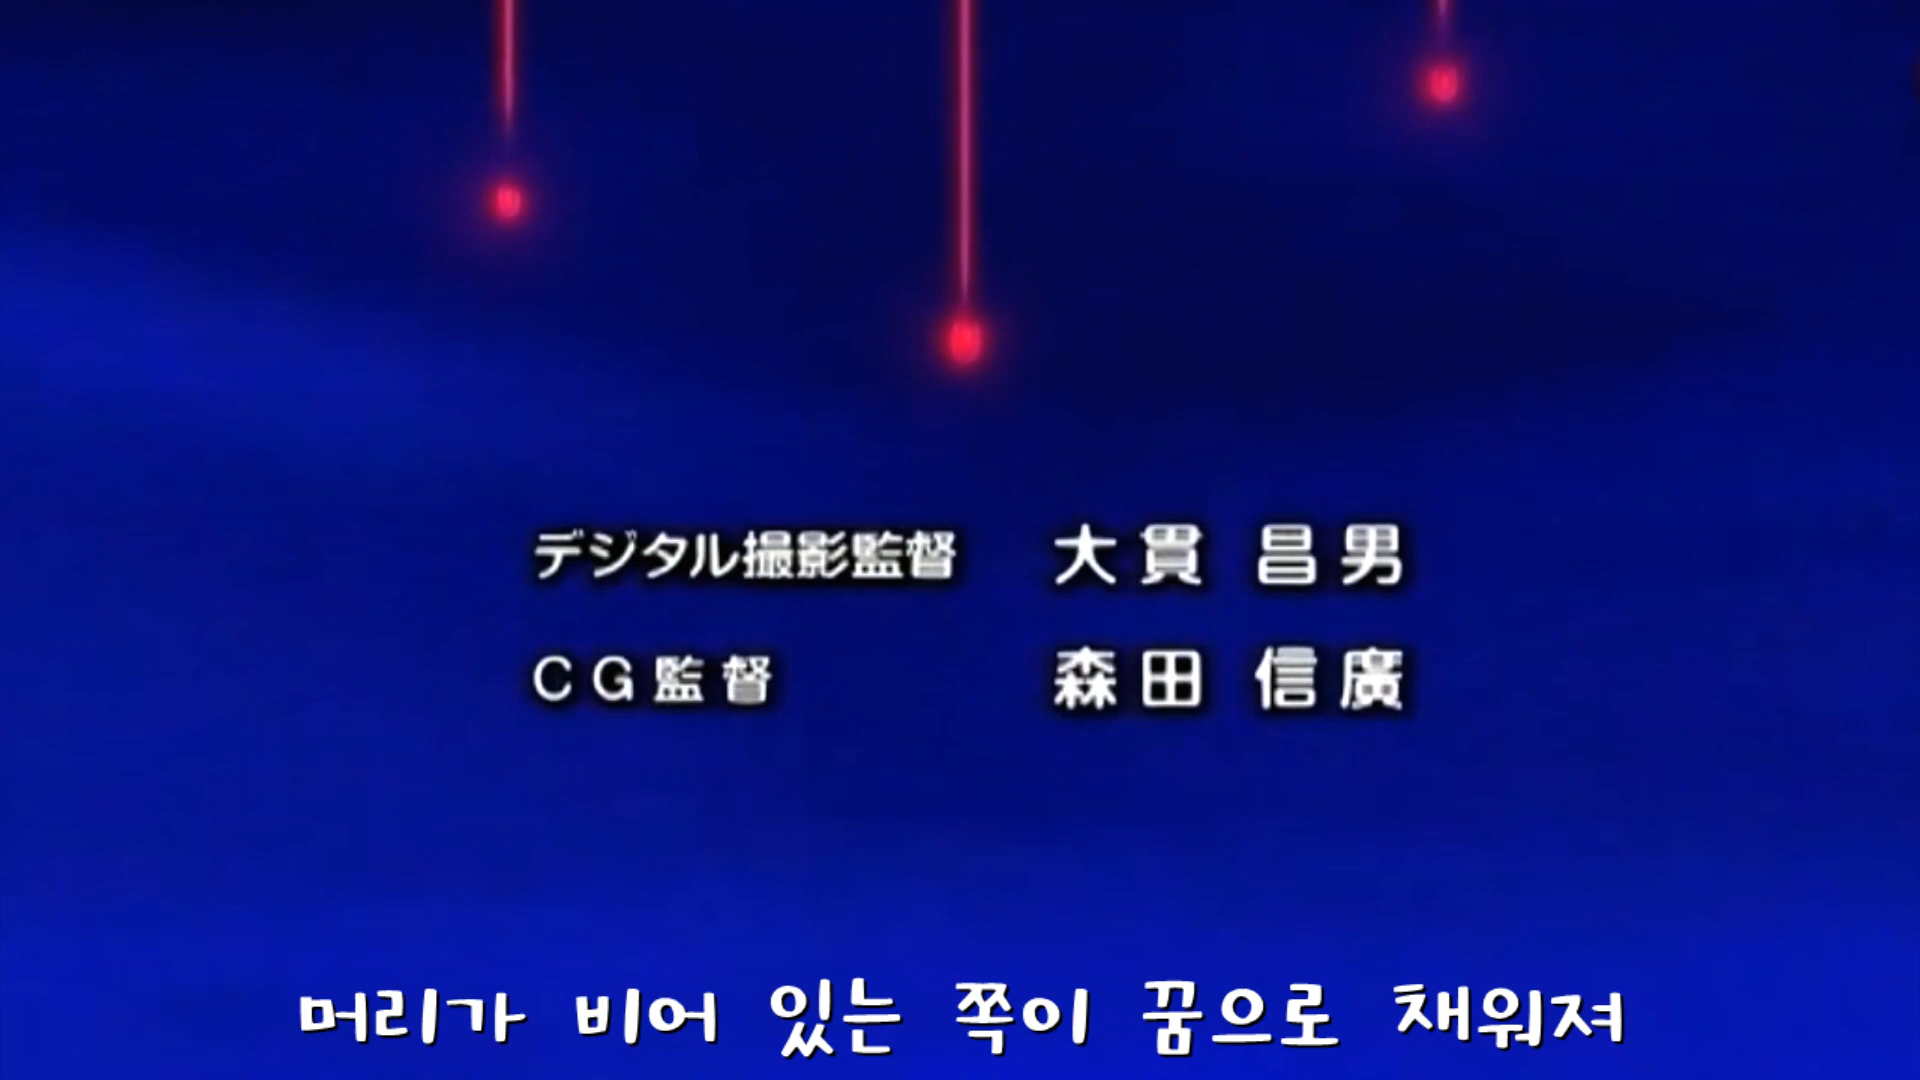 デジタル撮影監督 大貫 昌男
CG監督 森田 信廣
머리가 비어 있는 쪽이 꿈으로 채워져